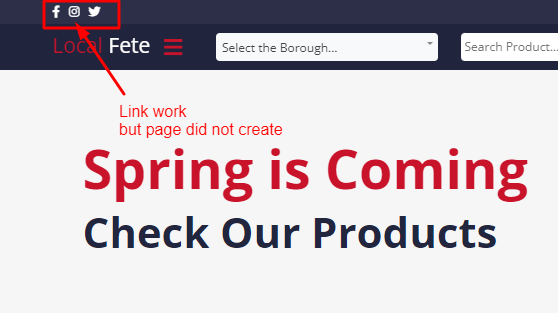 Local Fete
Select the Borough...
Search Product...
Link work
but page did not create
Spring is Coming
Check Our Products